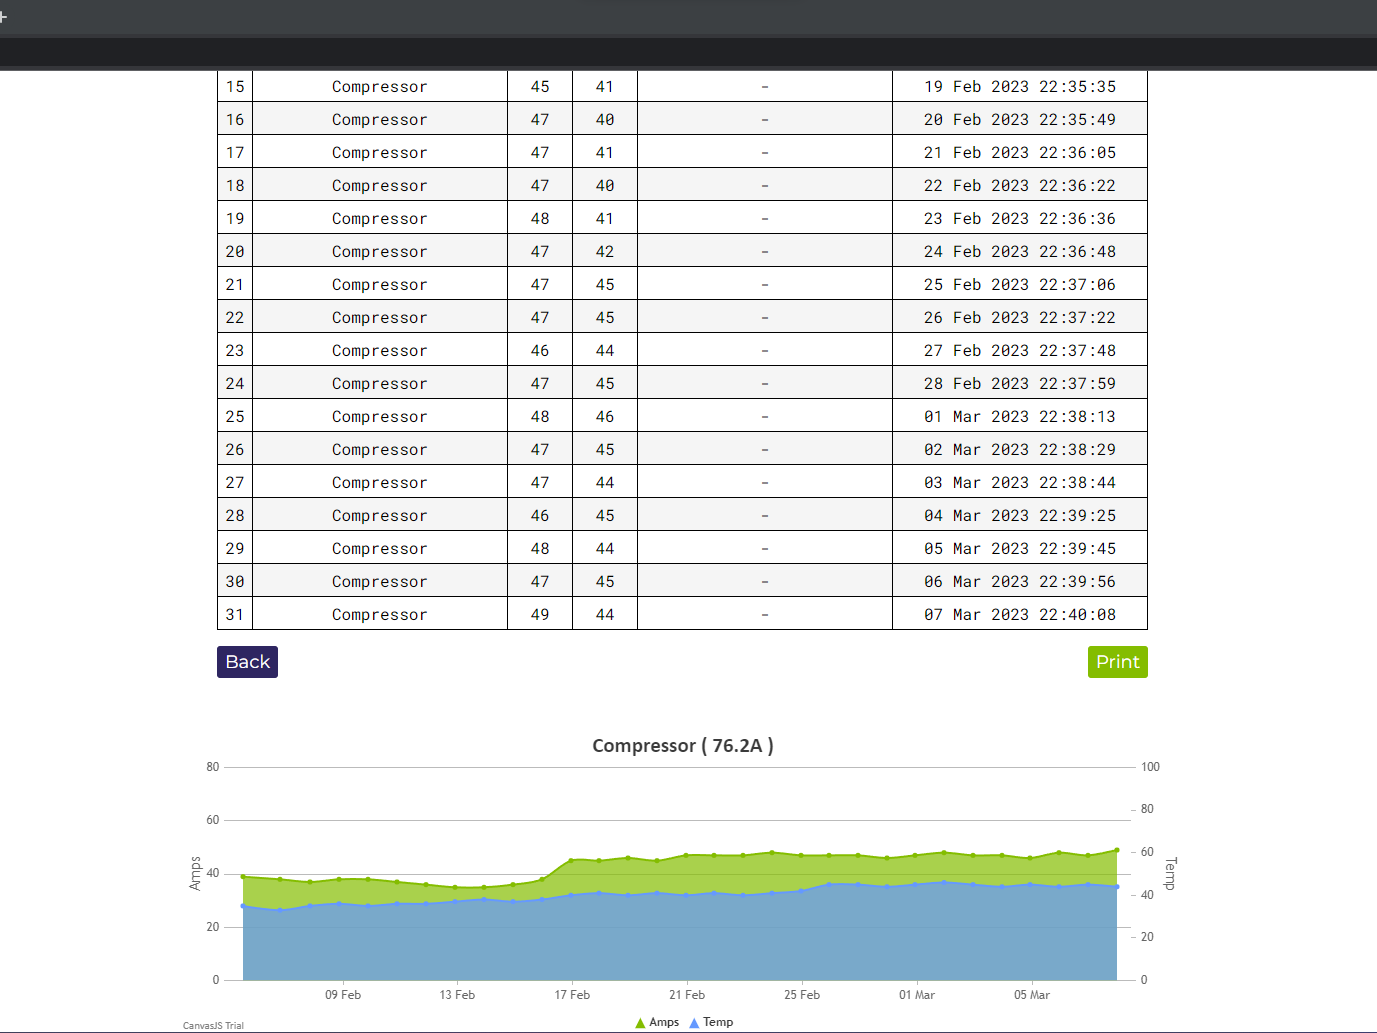 15 Compressor 45 41 - 19 Feb 2023 22:35:35
16 Compressor 47 40 - 20 Feb 2023 22:35:49
17 Compressor 47 41 - 21 Feb 2023 22:36:05
18 Compressor 47 40 - 22 Feb 2023 22:36:22
19 Compressor 48 41 - 23 Feb 2023 22:36:36
20 Compressor 47 42 - 24 Feb 2023 22:36:48
21 Compressor 47 45 - 25 Feb 2023 22:37:06
22 Compressor 47 45 - 26 Feb 2023 22:37:22
23 Compressor 46 44 - 27 Feb 2023 22:37:48
24 Compressor 47 45 - 28 Feb 2023 22:37:59
25 Compressor 48 46 - 01 Mar 2023 22:38:13
26 Compressor 47 45 - 02 Mar 2023 22:38:29
27 Compressor 47 44 - 03 Mar 2023 22:38:44
28 Compressor 46 45 - 04 Mar 2023 22:39:25
29 Compressor 48 44 - 05 Mar 2023 22:39:45
30 Compressor 47 45 - 06 Mar 2023 22:39:56
31 Compressor 49 44 - 07 Mar 2023 22:40:08
Back Print
Compressor ( 76.2A )
80 100
80
60
60
Amps Temp
40
40
20
20
0 0
09 Feb 13 Feb 17 Feb 21 Feb 25 Feb 01 Mar 05 Mar
Amps Temp
CanvasJS Trial